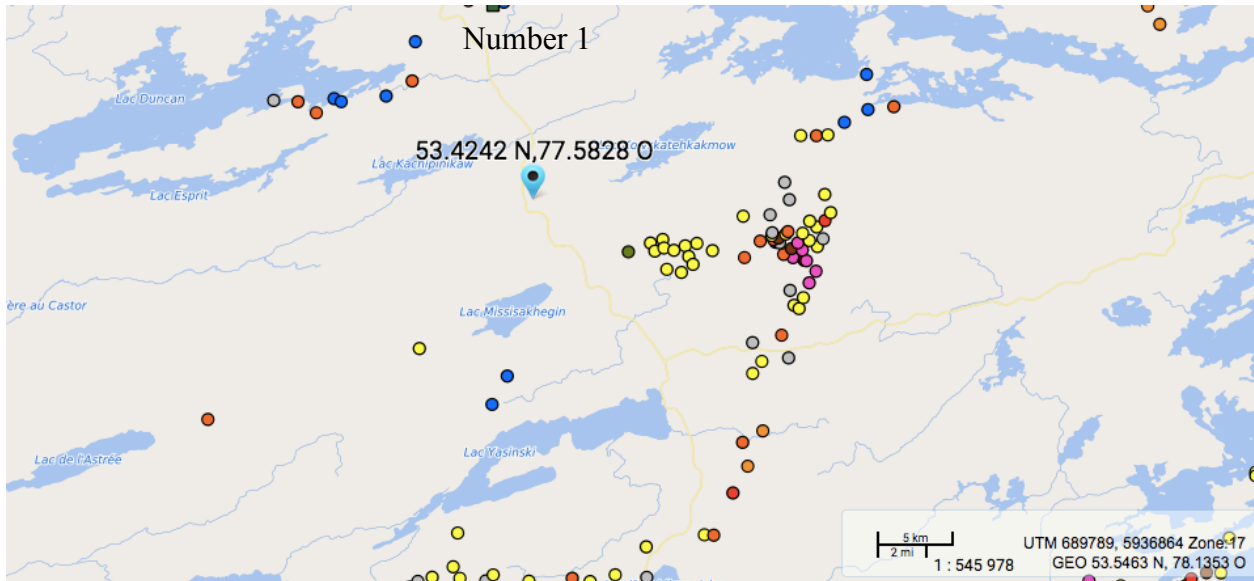 Number 1
Lac Duncan
53.4242 N,77.5828 O
Lac Kachipinikaw
Lac Esprit
ère au Castor
Lac Missisakhegin
Lac Yasinski
Lac de l'Astrée
5 km
2 mi
1 : 545 978
UTM 689789, 5936864 Zone:17
GEO 53.5463 N, 78.1353 O